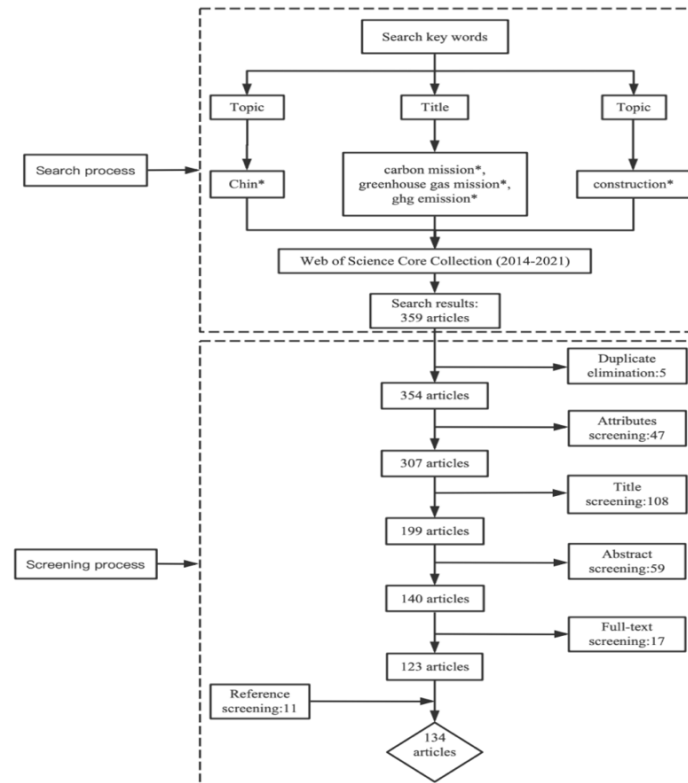 Search key words
Topic
Title
Topic
Search process
Chin*
carbon mission*,
greenhouse gas mission*,
ghg emission*
construction*
Web of Science Core Collection (2014-2021)
Search results:
359 articles
Duplicate
elimination:5
354 articles
Attributes
screening:47
307 articles
Title
screening:108
199 articles
Screening process
Abstract
screening:59
140 articles
Full-text
screening:17
123 articles
Reference
screening:11
134
articles